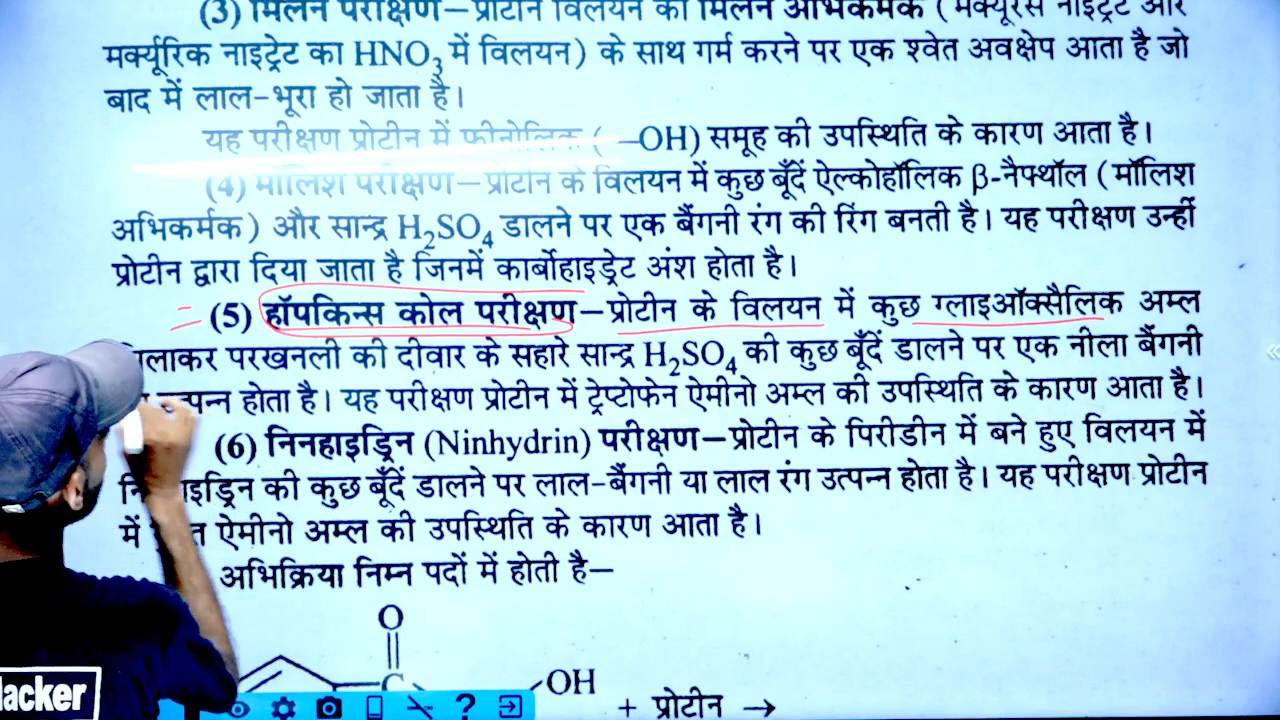 (3) मिलन परीक्षण–प्रोटीन विलयन को मिलन अभिकर्मक (मर्क्यूरस नाइट्रेट और
मर्क्यूरिक नाइट्रेट का HNO₃ में विलयन) के साथ गर्म करने पर एक श्वेत अवक्षेप आता है जो
बाद में लाल-भूरा हो जाता है।
यह परीक्षण प्रोटीन में फीनोलिक (–OH) समूह की उपस्थिति के कारण आता है।
(4) मॉलिश परीक्षण–प्रोटीन के विलयन में कुछ बूँदें ऐल्कोहॉलिक β-नैफ्थॉल (मॉलिश
अभिकर्मक) और सान्द्र H₂SO₄ डालने पर एक बैंगनी रंग की रिंग बनती है। यह परीक्षण उन्हीं
प्रोटीन द्वारा दिया जाता है जिनमें कार्बोहाइड्रेट अंश होता है।
(5) हॉपकिन्स कोल परीक्षण–प्रोटीन के विलयन में कुछ ग्लाइऑक्सैलिक अम्ल
परखनली की दीवार के सहारे सान्द्र H₂SO₄ की कुछ बूँदें डालने पर एक नीला बैंगनी
होता है। यह परीक्षण प्रोटीन में ट्रेप्टोफेन ऐमीनो अम्ल की उपस्थिति के कारण आता है।
(6) निनहाइड्रिन (Ninhydrin) परीक्षण–प्रोटीन के पिरीडीन में बने हुए विलयन में
की कुछ बूँदें डालने पर लाल-बैंगनी या लाल रंग उत्पन्न होता है। यह परीक्षण प्रोटीन
में ऐमीनो अम्ल की उपस्थिति के कारण आता है।
अभिक्रिया निम्न पदों में होती है–
O
C
OH
+ प्रोटीन →
lacker
?